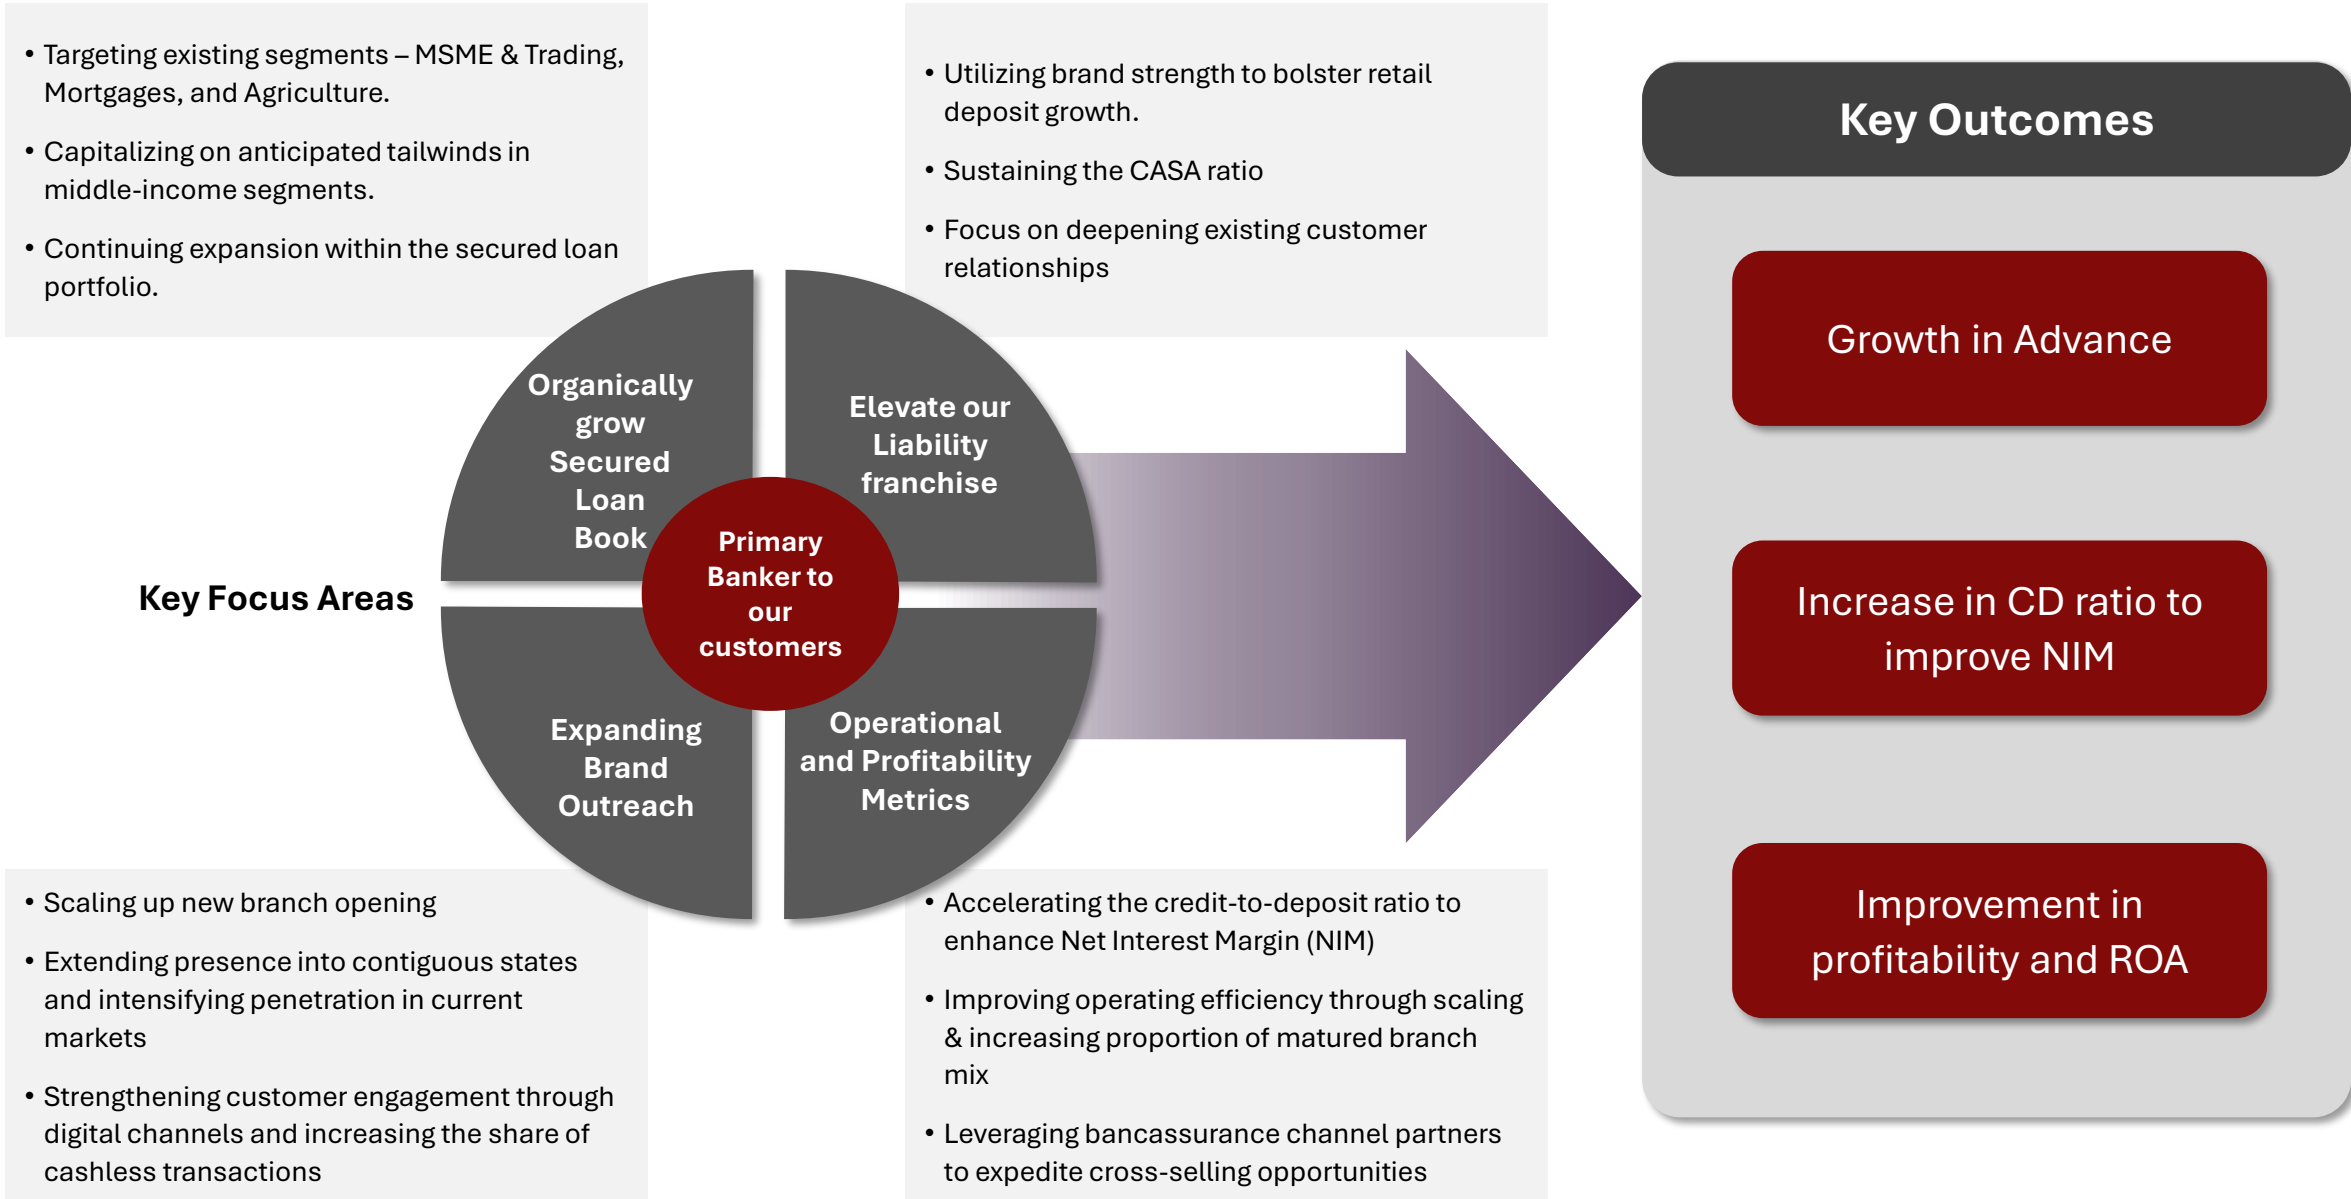 • Targeting existing segments – MSME & Trading,
Mortgages, and Agriculture.
• Capitalizing on anticipated tailwinds in
middle-income segments.
• Continuing expansion within the secured loan
portfolio.
• Utilizing brand strength to bolster retail
deposit growth.
• Sustaining the CASA ratio
• Focus on deepening existing customer
relationships
Key Focus Areas
Organically
grow
Secured
Loan
Book
Elevate our
Liability
franchise
Primary
Banker to
our
customers
Expanding
Brand
Outreach
Operational
and Profitability
Metrics
• Scaling up new branch opening
• Extending presence into contiguous states
and intensifying penetration in current
markets
• Strengthening customer engagement through
digital channels and increasing the share of
cashless transactions
• Accelerating the credit-to-deposit ratio to
enhance Net Interest Margin (NIM)
• Improving operating efficiency through scaling
& increasing proportion of matured branch
mix
• Leveraging bancassurance channel partners
to expedite cross-selling opportunities
Key Outcomes
Growth in Advance
Increase in CD ratio to
improve NIM
Improvement in
profitability and ROA